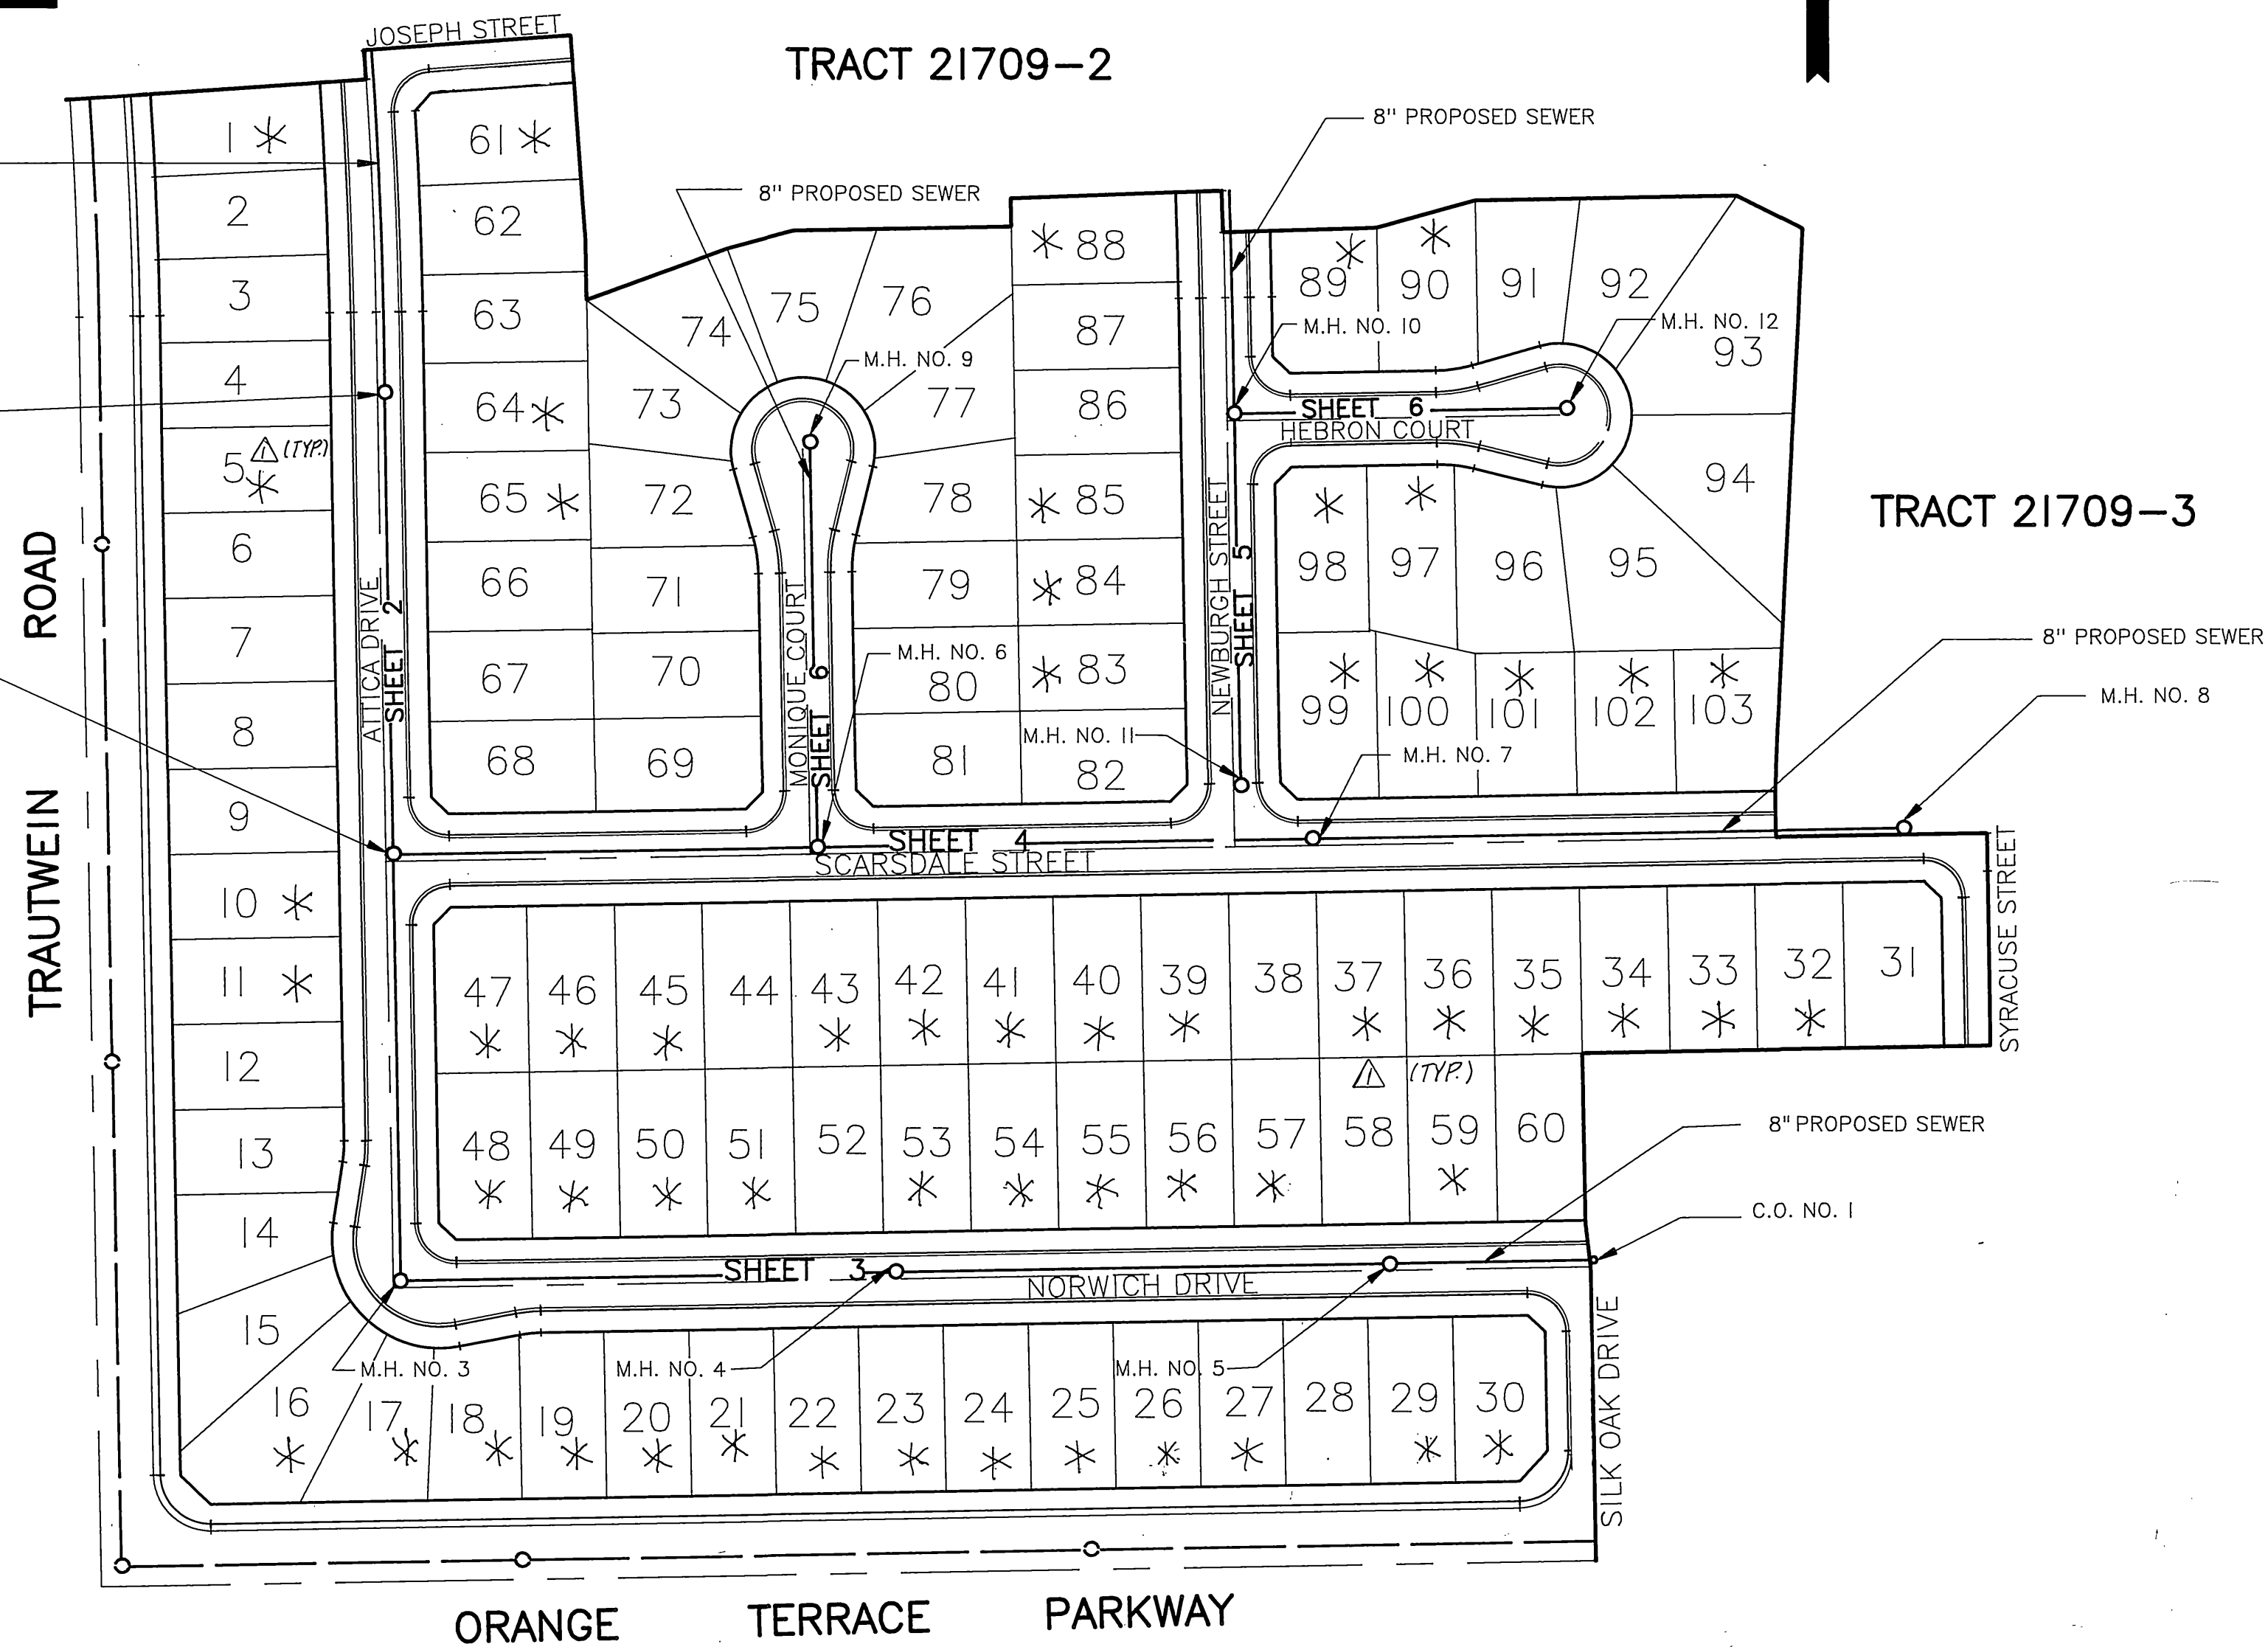 JOSEPH STREET
TRACT 21709-2
8" PROPOSED SEWER
8" PROPOSED SEWER
1 *
2
3
4
5 * (TYP.)
1
6
7
8
9
10 *
11 *
12
13
14
15
16 *
17 *
18 *
19 *
20 *
21 *
22 *
23 *
24 *
25 *
26 *
27 *
28
29 *
30 *
61 *
62
63
64 *
65 *
66
67
68
69
70
71
72
73
74
75
76
77
78
79
80
81
82
* 83
* 84
* 85
86
87
* 88
89 *
90 *
91
92
93
94
95
96
97 *
98 *
99 *
100 *
101 *
102 *
103 *
M.H. NO. 9
M.H. NO. 10
M.H. NO. 12
M.H. NO. 6
M.H. NO. 11
M.H. NO. 7
M.H. NO. 8
8" PROPOSED SEWER
TRACT 21709-3
SHEET 6
HEBRON COURT
NEWBURGH STREET
SHEET 5
MONIQUE COURT
SHEET 6
ATTICA DRIVE
SHEET 2
TRAUTWEIN ROAD
SHEET 4
SCARSDALE STREET
SYRACUSE STREET
47 *
46 *
45 *
44
43 *
42 *
41 *
40 *
39 *
38
37 *
36 *
35 *
34 *
33 *
32 *
31
1 (TYP.)
48 *
49 *
50 *
51 *
52
53 *
54 *
55 *
56 *
57 *
58
59 *
60
8" PROPOSED SEWER
C.O. NO. 1
SHEET 3
NORWICH DRIVE
M.H. NO. 3
M.H. NO. 4
M.H. NO. 5
SILK OAK DRIVE
ORANGE TERRACE PARKWAY